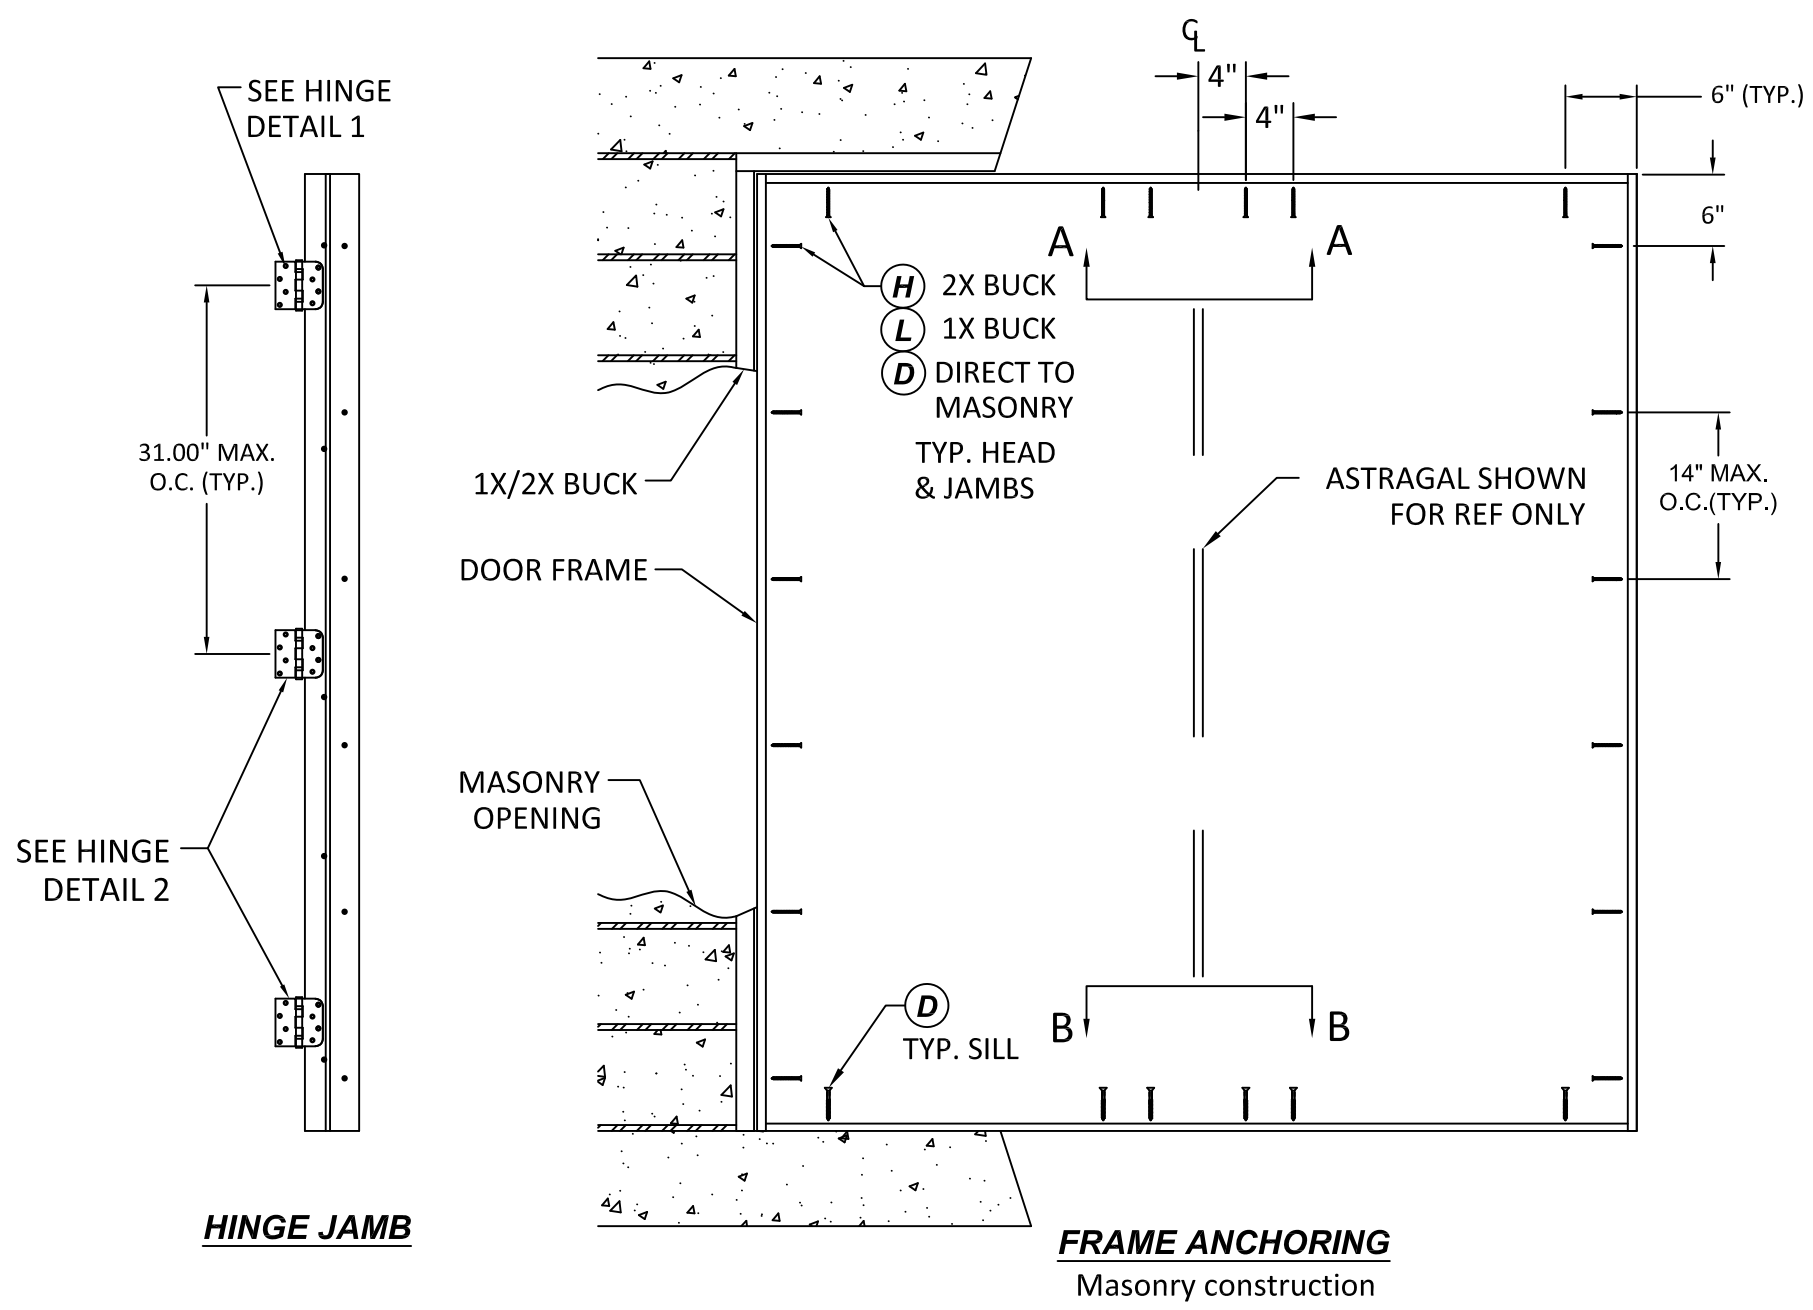 SEE HINGE
DETAIL 1
31.00" MAX.
O.C. (TYP.)
SEE HINGE
DETAIL 2
HINGE JAMB
CL
4"
4"
6" (TYP.)
6"
A
A
H 2X BUCK
L 1X BUCK
D DIRECT TO
MASONRY
TYP. HEAD
& JAMBS
1X/2X BUCK
ASTRAGAL SHOWN
FOR REF ONLY
14" MAX.
O.C.(TYP.)
DOOR FRAME
MASONRY
OPENING
D
TYP. SILL
B
B
FRAME ANCHORING
Masonry construction